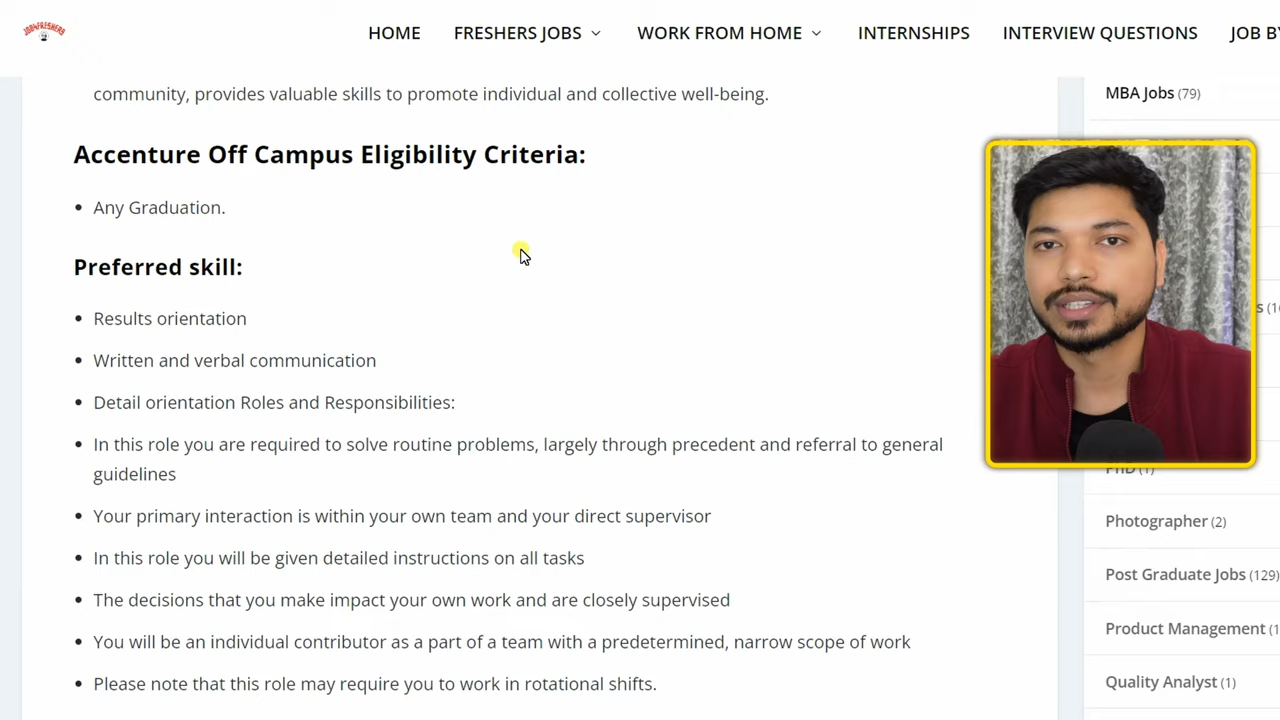 JOB4FRESHERS
HOME FRESHERS JOBS WORK FROM HOME INTERNSHIPS INTERVIEW QUESTIONS JOB BY
community, provides valuable skills to promote individual and collective well-being.
Accenture Off Campus Eligibility Criteria:
• Any Graduation.
Preferred skill:
• Results orientation
• Written and verbal communication
• Detail orientation Roles and Responsibilities:
• In this role you are required to solve routine problems, largely through precedent and referral to general
guidelines
• Your primary interaction is within your own team and your direct supervisor
• In this role you will be given detailed instructions on all tasks
• The decisions that you make impact your own work and are closely supervised
• You will be an individual contributor as a part of a team with a predetermined, narrow scope of work
• Please note that this role may require you to work in rotational shifts.
MBA Jobs (79)
PhD (1)
Photographer (2)
Post Graduate Jobs (129)
Product Management (1
Quality Analyst (1)